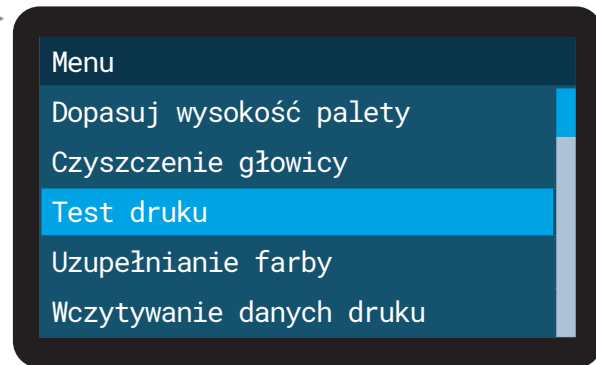 Menu
Dopasuj wysokość palety
Czyszczenie głowicy
Test druku
Uzupełnianie farby
Wczytywanie danych druku